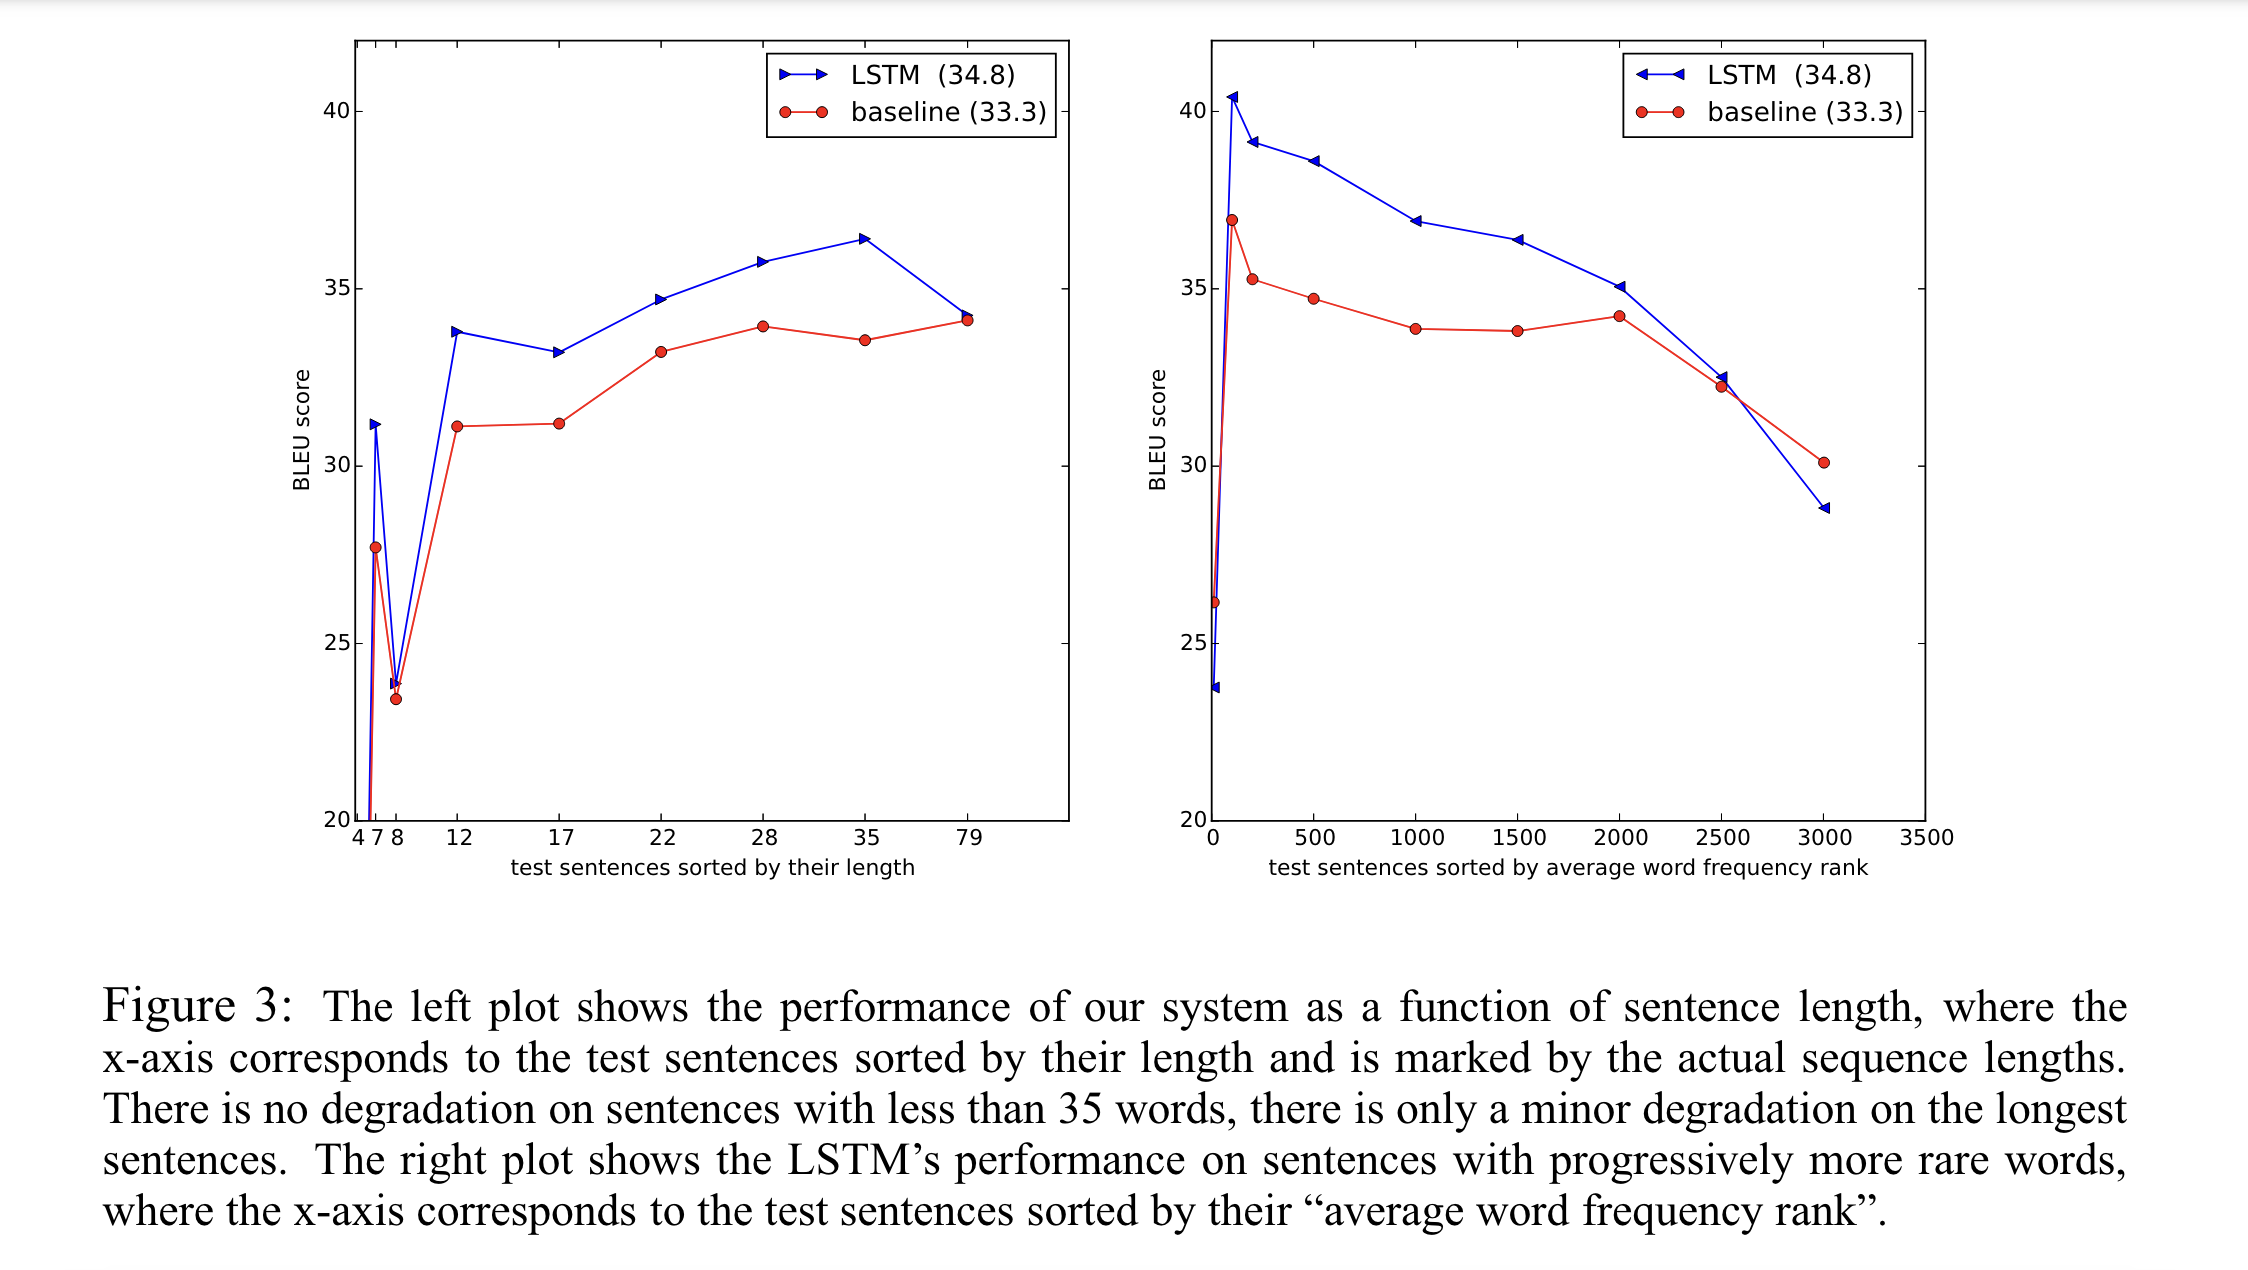 LSTM (34.8)
baseline (33.3)
40
35
30
25
20
BLEU score
4 7 8 12 17 22 28 35 79
test sentences sorted by their length
LSTM (34.8)
baseline (33.3)
40
35
30
25
20
BLEU score
0 500 1000 1500 2000 2500 3000 3500
test sentences sorted by average word frequency rank
Figure 3: The left plot shows the performance of our system as a function of sentence length, where the
x-axis corresponds to the test sentences sorted by their length and is marked by the actual sequence lengths.
There is no degradation on sentences with less than 35 words, there is only a minor degradation on the longest
sentences. The right plot shows the LSTM’s performance on sentences with progressively more rare words,
where the x-axis corresponds to the test sentences sorted by their “average word frequency rank”.